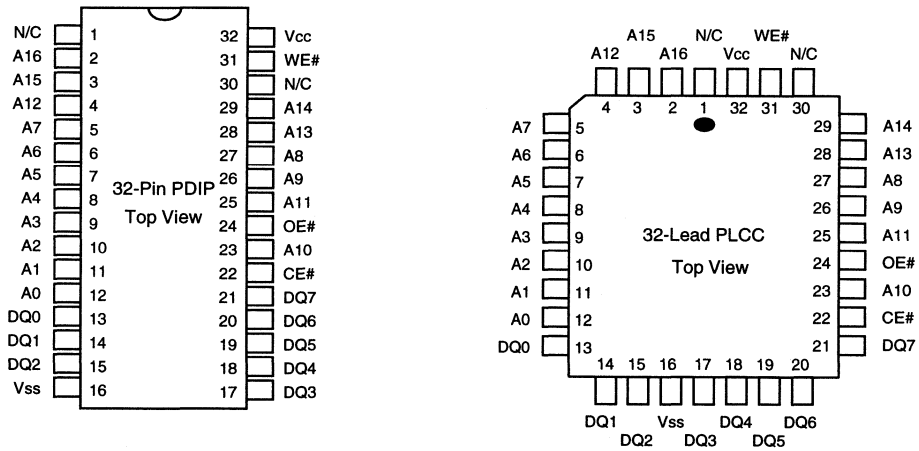 N/C 1 32 Vcc
A16 2 31 WE#
A15 3 30 N/C
A12 4 29 A14
A7 5 28 A13
A6 6 27 A8
A5 7 26 A9
A4 8 25 A11
A3 9 24 OE#
A2 10 23 A10
A1 11 22 CE#
A0 12 21 DQ7
DQ0 13 20 DQ6
DQ1 14 19 DQ5
DQ2 15 18 DQ4
Vss 16 17 DQ3
32-Pin PDIP
Top View
A15 N/C WE#
A12 A16 Vcc N/C
4 3 2 1 32 31 30
A7 5 29 A14
A6 6 28 A13
A5 7 27 A8
A4 8 26 A9
A3 9 25 A11
A2 10 24 OE#
A1 11 23 A10
A0 12 22 CE#
DQ0 13 21 DQ7
32-Lead PLCC
Top View
14 15 16 17 18 19 20
DQ1 Vss DQ4 DQ6
DQ2 DQ3 DQ5